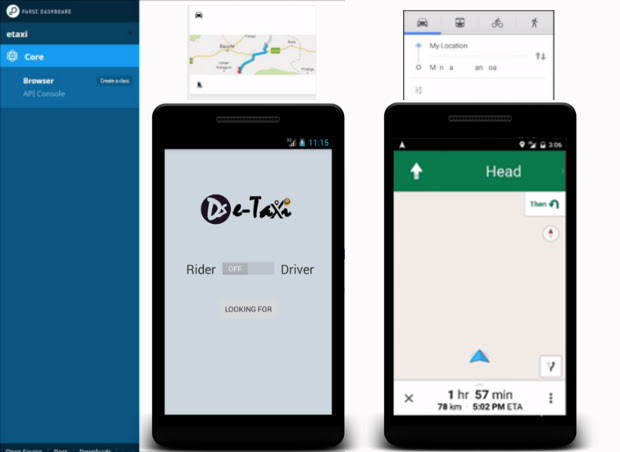 PARSE DASHBOARD
etaxi
Core
Browser
Create a class
API Console
Open Source Docs Downloads
Bauchi
11:15
Ds e-Taxi
Rider OFF Driver
LOOKING FOR
My Location
M n a an oa
3:06
Head
Then
1 hr 57 min
78 km 5:02 PM ETA